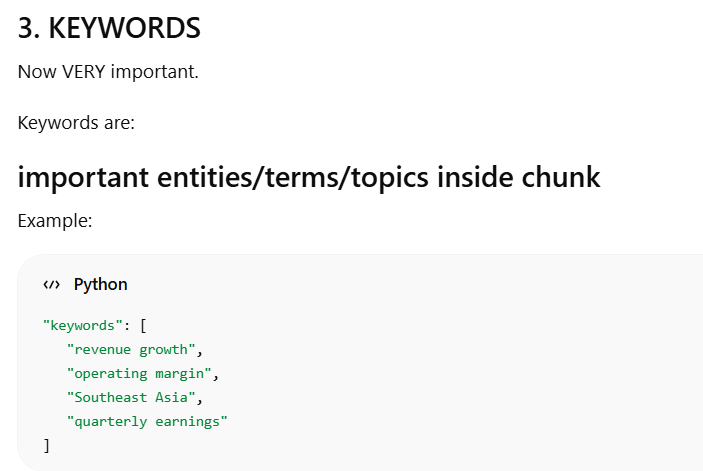 3. KEYWORDS
Now VERY important.
Keywords are:
important entities/terms/topics inside chunk
Example:
</> Python
"keywords": [
   "revenue growth",
   "operating margin",
   "Southeast Asia",
   "quarterly earnings"
]